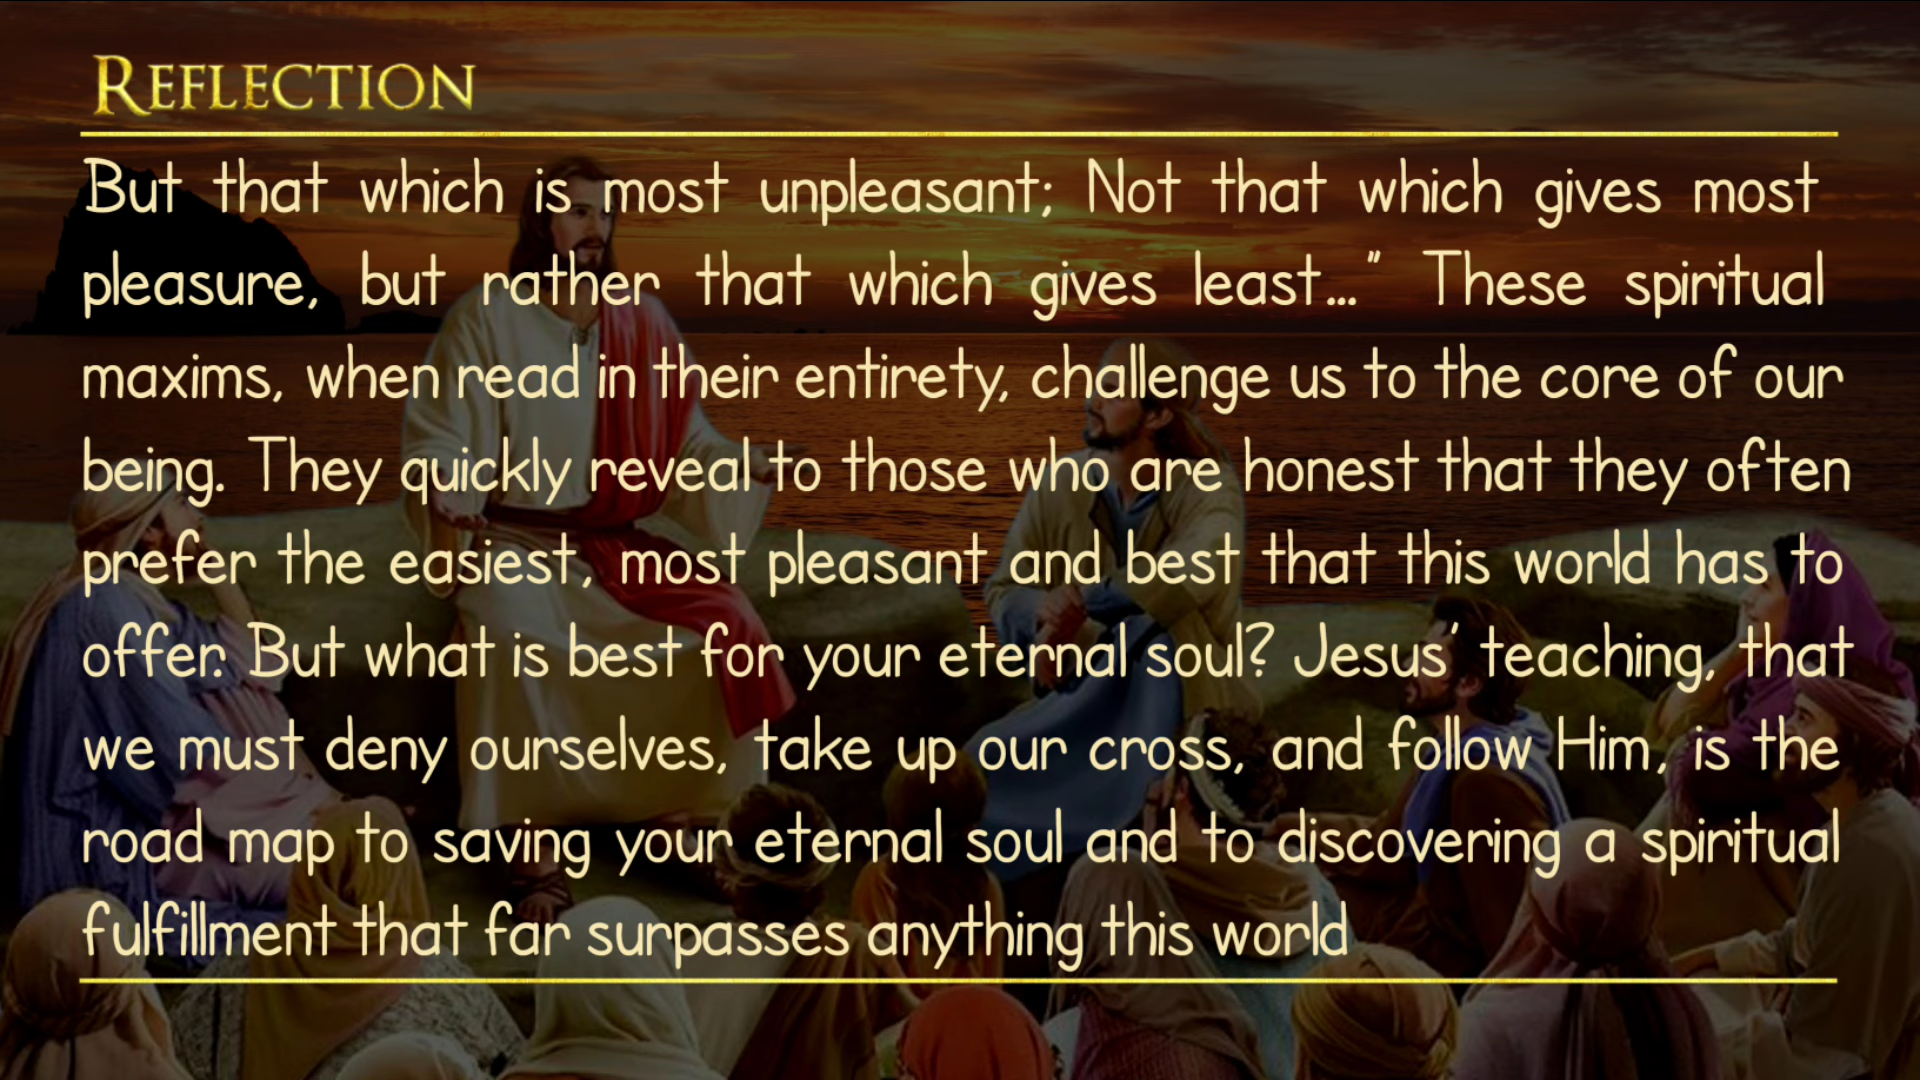 REFLECTION
But that which is most unpleasant; Not that which gives most
pleasure, but rather that which gives least..." These spiritual
maxims, when read in their entirety, challenge us to the core of our
being. They quickly reveal to those who are honest that they often
prefer the easiest, most pleasant and best that this world has to
offer. But what is best for your eternal soul? Jesus' teaching, that
we must deny ourselves, take up our cross, and follow Him, is the
road map to saving your eternal soul and to discovering a spiritual
fulfillment that far surpasses anything this world